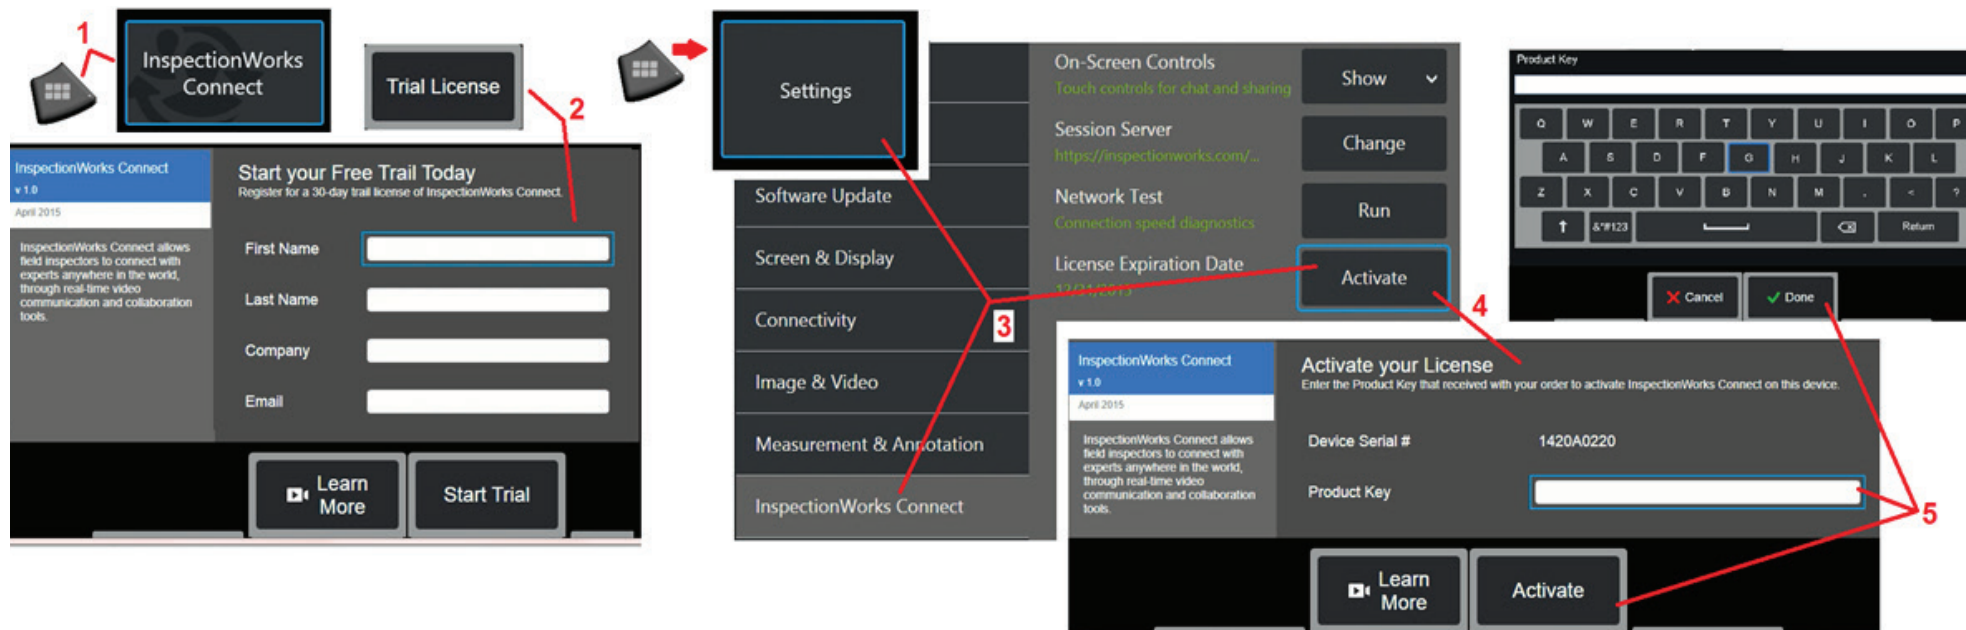 1
InspectionWorks
Connect
Trial License
2
InspectionWorks Connect
v 1.0
April 2015
InspectionWorks Connect allows
field inspectors to connect with
experts anywhere in the world,
through real-time video
communication and collaboration
tools.
Start your Free Trail Today
Register for a 30-day trail license of InspectionWorks Connect.
First Name
Last Name
Company
Email
Learn
More
Start Trial
Settings
Software Update
Screen & Display
Connectivity
Image & Video
Measurement & Annotation
InspectionWorks Connect
3
On-Screen Controls
Touch controls for chat and sharing
Show
Session Server
https://inspectionworks.com/...
Change
Network Test
Connection speed diagnostics
Run
License Expiration Date
12/31/2015
Activate
4
InspectionWorks Connect
v 1.0
April 2015
InspectionWorks Connect allows
field inspectors to connect with
experts anywhere in the world,
through real-time video
communication and collaboration
tools.
Activate your License
Enter the Product Key that received with your order to activate InspectionWorks Connect on this device.
Device Serial # 1420A0220
Product Key
Learn
More
Activate
5
Product Key
Q W E R T Y U I O P
A S D F G H J K L
Z X C V B N M . < ?
&*#123 Return
Cancel
Done